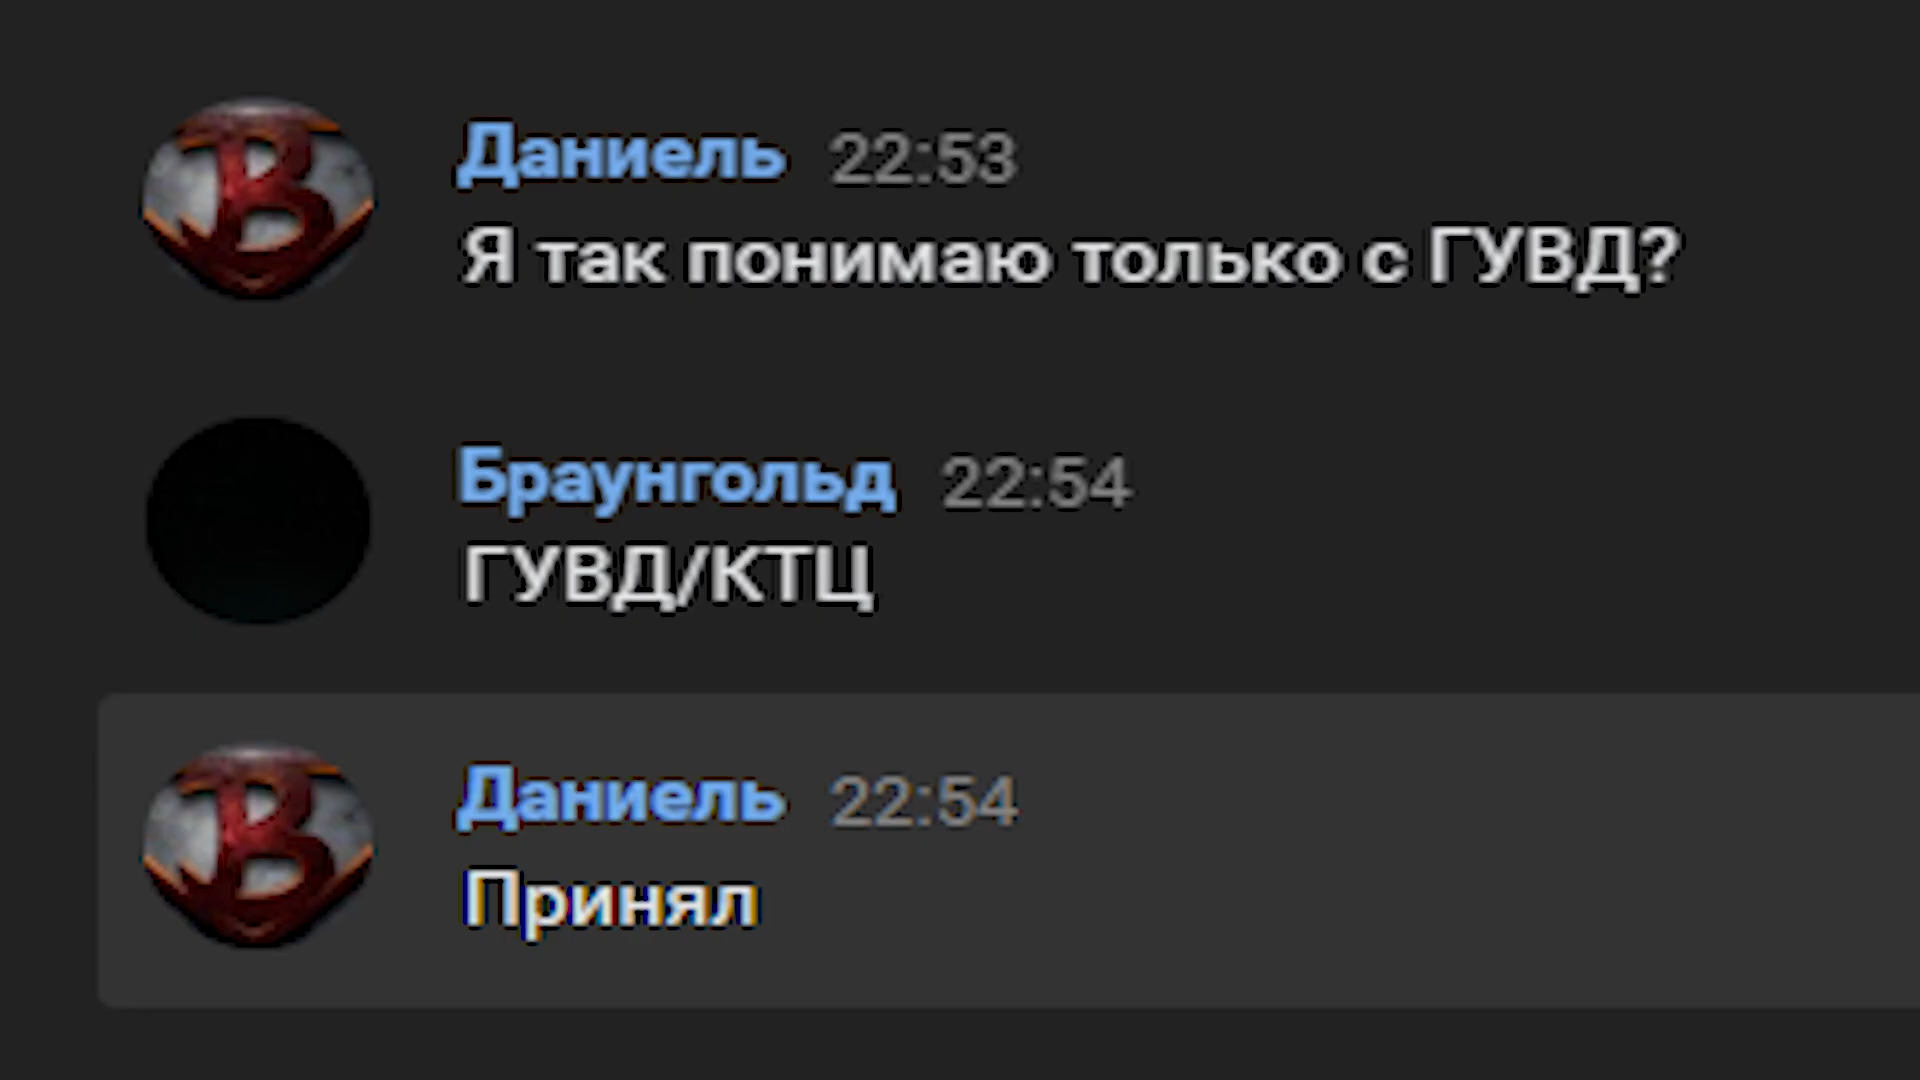 Даниель 22:53
Я так понимаю только с ГУВД?
Браунгольд 22:54
ГУВД/КТЦ
Даниель 22:54
Принял